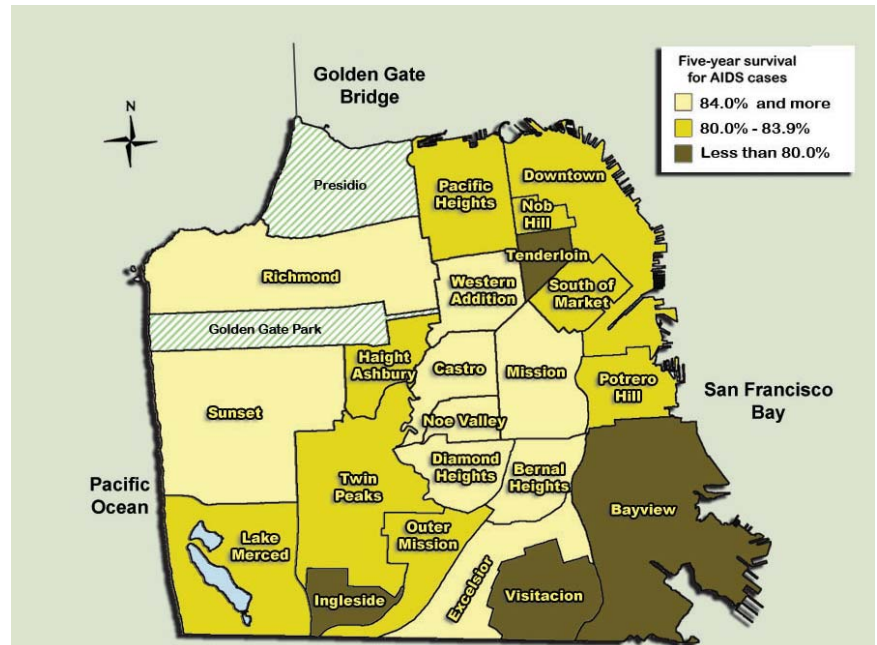 Five-year survival
for AIDS cases
84.0% and more
80.0% - 83.9%
Less than 80.0%
Golden Gate
Bridge
N
Presidio
Pacific
Heights
Downtown
Nob
Hill
Tenderloin
Richmond
Western
Addition
South of
Market
Golden Gate Park
Haight
Ashbury
Castro
Mission
Potrero
Hill
San Francisco
Bay
Sunset
Noe Valley
Diamond
Heights
Bernal
Heights
Twin
Peaks
Pacific
Ocean
Bayview
Lake
Merced
Outer
Mission
Ingleside
Excelsior
Visitacion